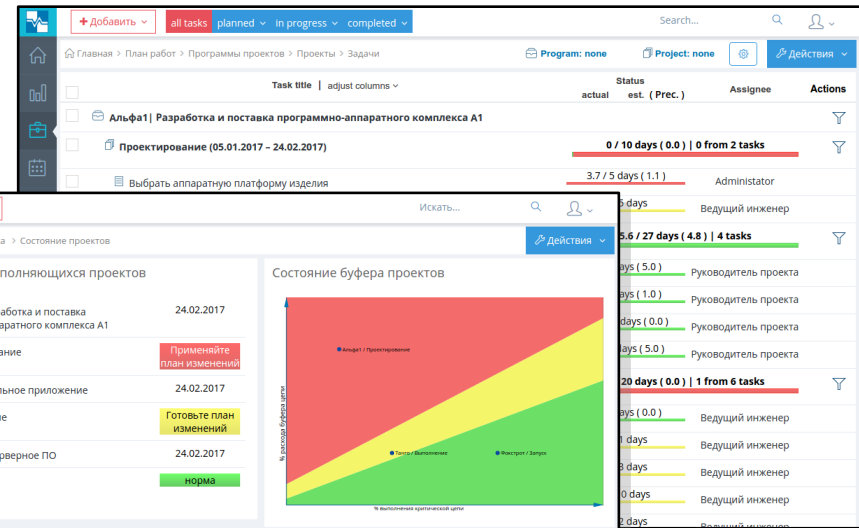 + Добавить
all tasks planned In progress completed
Search...
Главная > План работ > Программы проектов > Проекты > Задачи
Program: none
Project: none
Действия
Task title | adjust columns
Status
actual est. ( Prec. )
Assignee
Actions
Альфа1| Разработка и поставка программно-аппаратного комплекса А1
Проектирование (05.01.2017 – 24.02.2017)
0 / 10 days ( 0.0 ) | 0 from 2 tasks
Выбрать аппаратную платформу изделия
3.7 / 5 days ( 1.1 )
Administator
days
Ведущий инженер
5.6 / 27 days ( 4.8 ) | 4 tasks
ays ( 5.0 )
Руководитель проекта
ays ( 1.0 )
Руководитель проекта
days ( 0.0 )
Руководитель проекта
ays ( 5.0 )
Руководитель проекта
20 days ( 0.0 ) | 1 from 6 tasks
ays ( 0.0 )
Ведущий инженер
days
Ведущий инженер
days
Ведущий инженер
0 days
Ведущий инженер
2 days
Ведущий инженер
Искать...
а > Состояние проектов
Действия
полняющихся проектов
аботка и поставка
аратного комплекса А1
24.02.2017
ание
Применяйте
план изменений
льное приложение
24.02.2017
ие
Готовьте план
изменений
рверное ПО
24.02.2017
норма
Состояние буфера проектов
% расхода буфера цепи
Альфа1 / Проектирование
Танго / Выполнение
Фокстрот / Запуск
% выполнения критической цепи